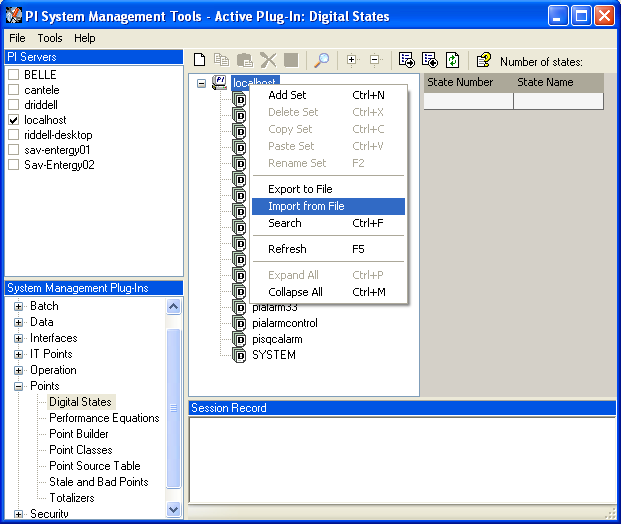 PI System Management Tools - Active Plug-In: Digital States
File Tools Help
PI Servers
BELLE
cantele
driddell
localhost
riddell-desktop
sav-entergy01
Sav-Entergy02
System Management Plug-Ins
Batch
Data
Interfaces
IT Points
Operation
Points
Digital States
Performance Equations
Point Builder
Point Classes
Point Source Table
Stale and Bad Points
Totalizers
Security
Number of states:
PI
localhost
Add Set Ctrl+N
Delete Set Ctrl+X
Copy Set Ctrl+C
Paste Set Ctrl+V
Rename Set F2
Export to File
Import from File
Search Ctrl+F
Refresh F5
Expand All Ctrl+P
Collapse All Ctrl+M
pialarm33
pialarmcontrol
pisqcalarm
SYSTEM
State Number State Name
Session Record